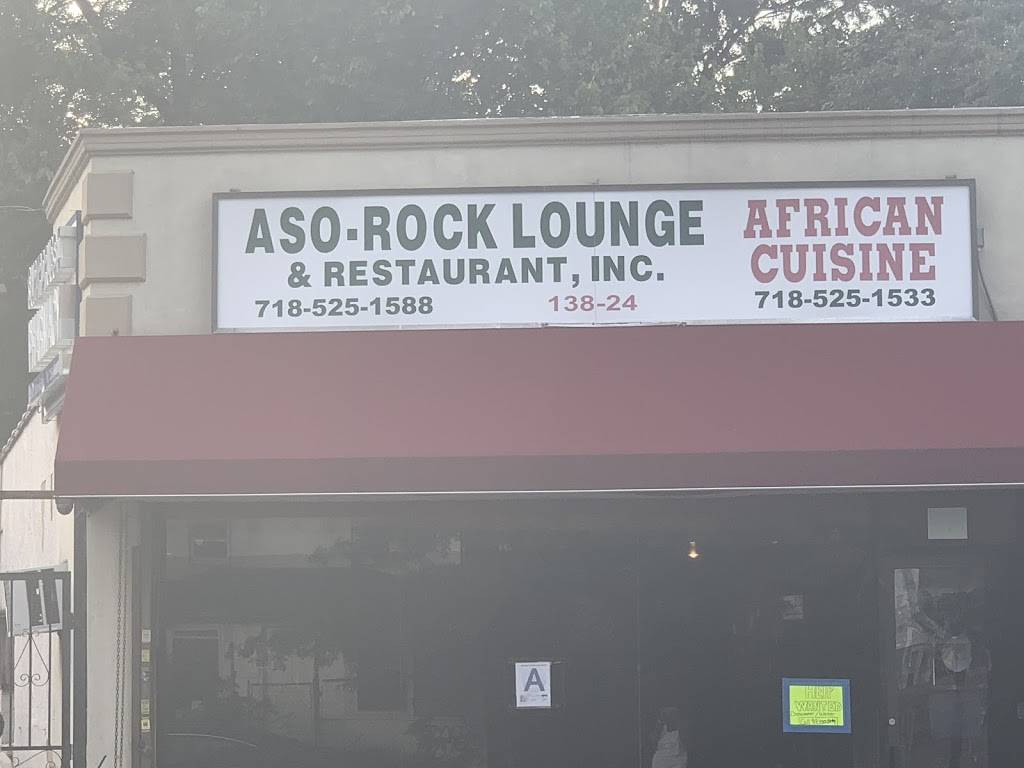 ASO-ROCK LOUNGE
& RESTAURANT, INC.
718-525-1588
138-24
AFRICAN
CUISINE
718-525-1533
A
HELP
WANTED